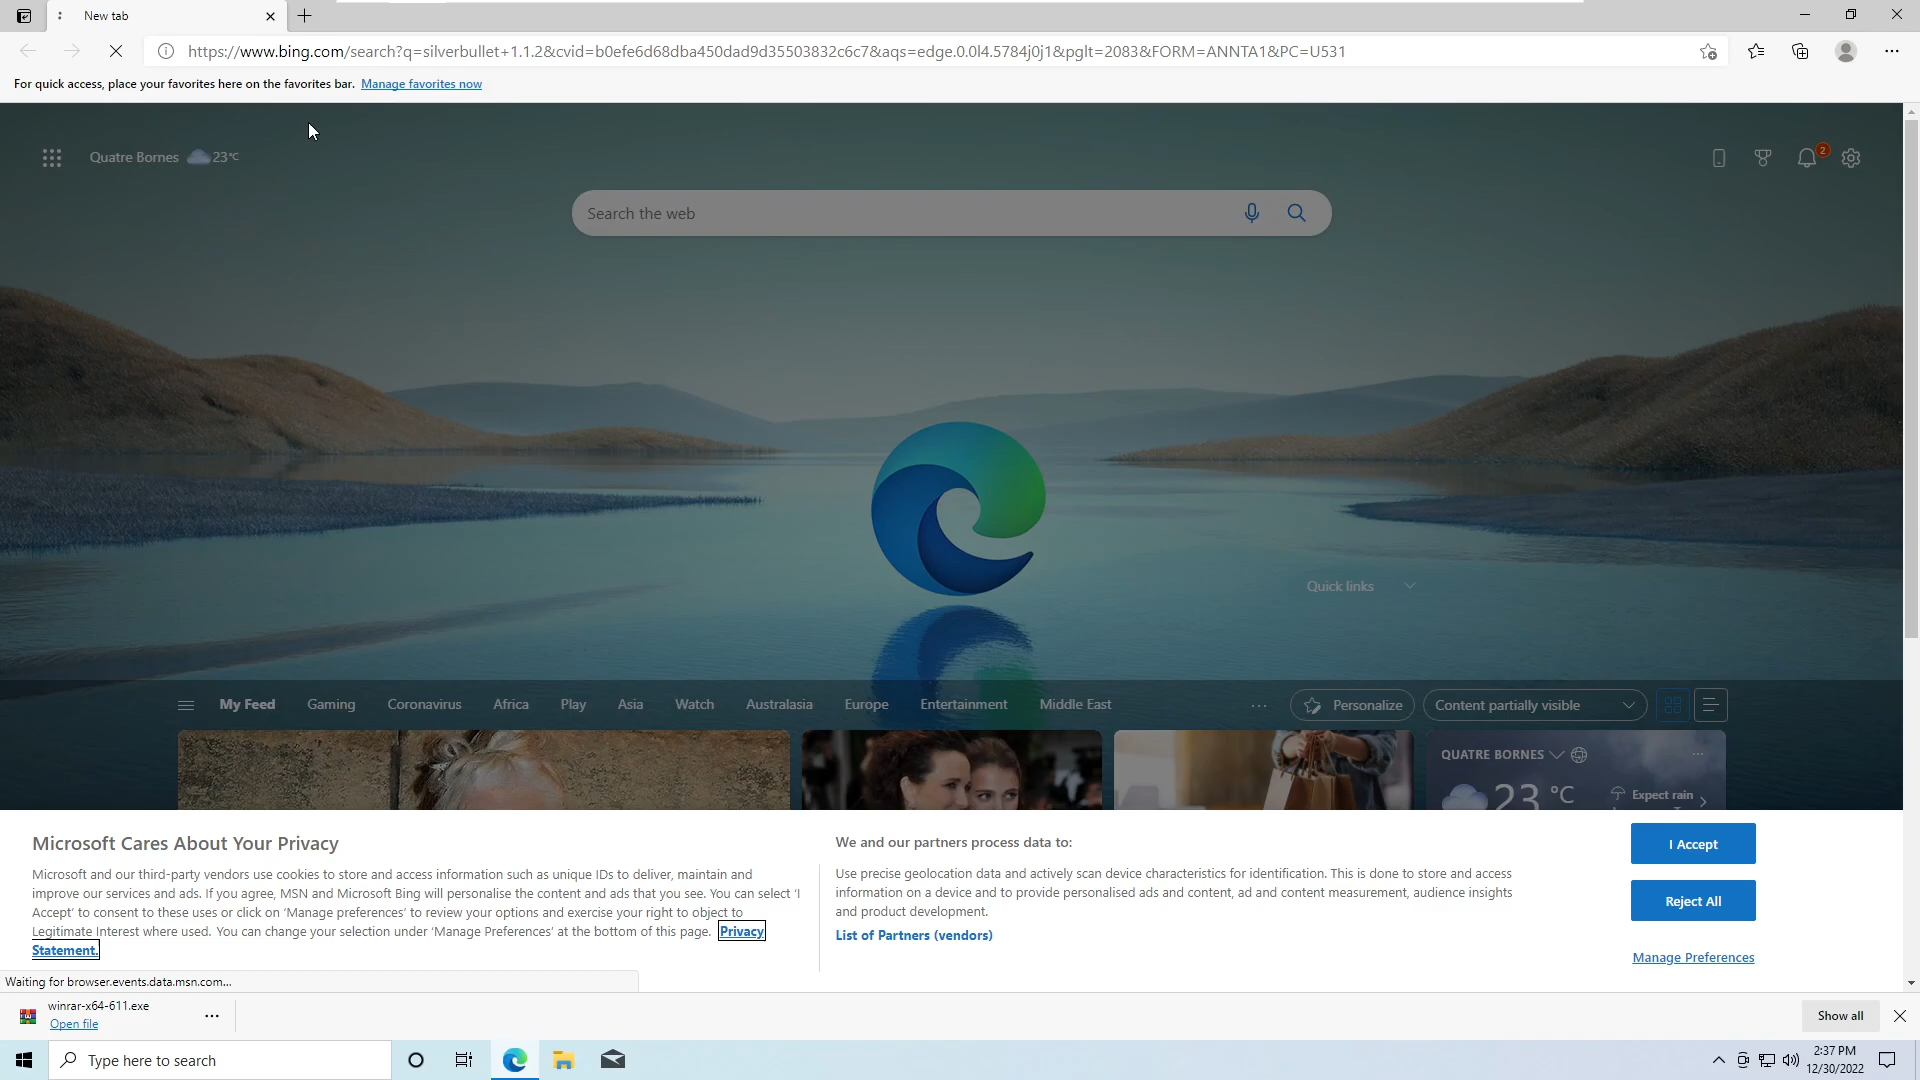 New tab
https://www.bing.com/search?q=silverbullet+1.1.2&cvid=b0efe6d68dba450dad9d35503832c6c7&aqs=edge.0.0l4.5784j0j1&pglt=2083&FORM=ANNTA1&PC=U531
For quick access, place your favorites here on the favorites bar. Manage favorites now
Quatre Bornes 23°C
2
Search the web
Quick links
My Feed Gaming Coronavirus Africa Play Asia Watch Australasia Europe Entertainment Middle East ... Personalize Content partially visible
QUATRE BORNES
23 °C Expect rain
Microsoft Cares About Your Privacy
Microsoft and our third-party vendors use cookies to store and access information such as unique IDs to deliver, maintain and
improve our services and ads. If you agree, MSN and Microsoft Bing will personalise the content and ads that you see. You can select 'I
Accept' to consent to these uses or click on 'Manage preferences' to review your options and exercise your right to object to
Legitimate Interest where used. You can change your selection under 'Manage Preferences' at the bottom of this page. Privacy
Statement.
We and our partners process data to:
Use precise geolocation data and actively scan device characteristics for identification. This is done to store and access
information on a device and to provide personalised ads and content, ad and content measurement, audience insights
and product development.
List of Partners (vendors)
I Accept
Reject All
Manage Preferences
Waiting for browser.events.data.msn.com...
winrar-x64-611.exe
Open file
Show all
Type here to search
2:37 PM
12/30/2022